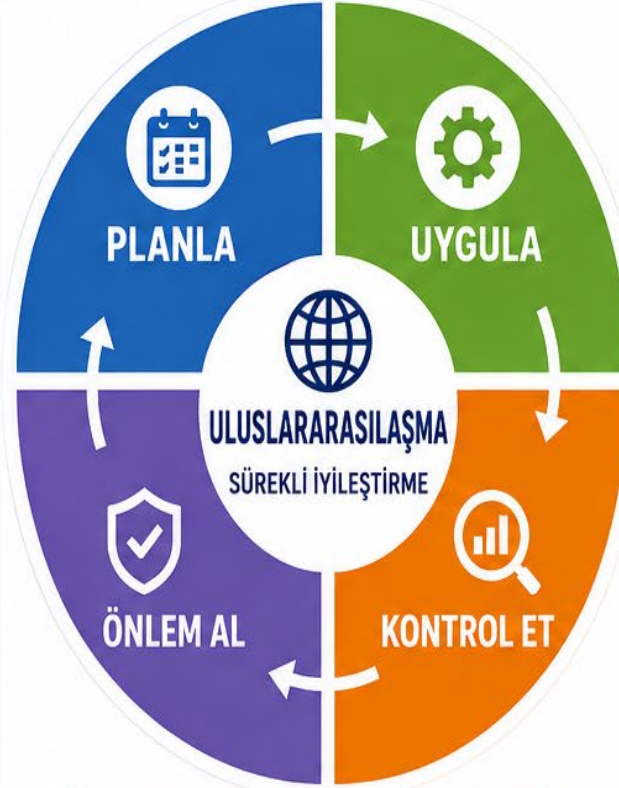 PLANLA
UYGULA
ULUSLARARASILAŞMA
SÜREKLİ İYİLEŞTİRME
ÖNLEM AL
KONTROL ET